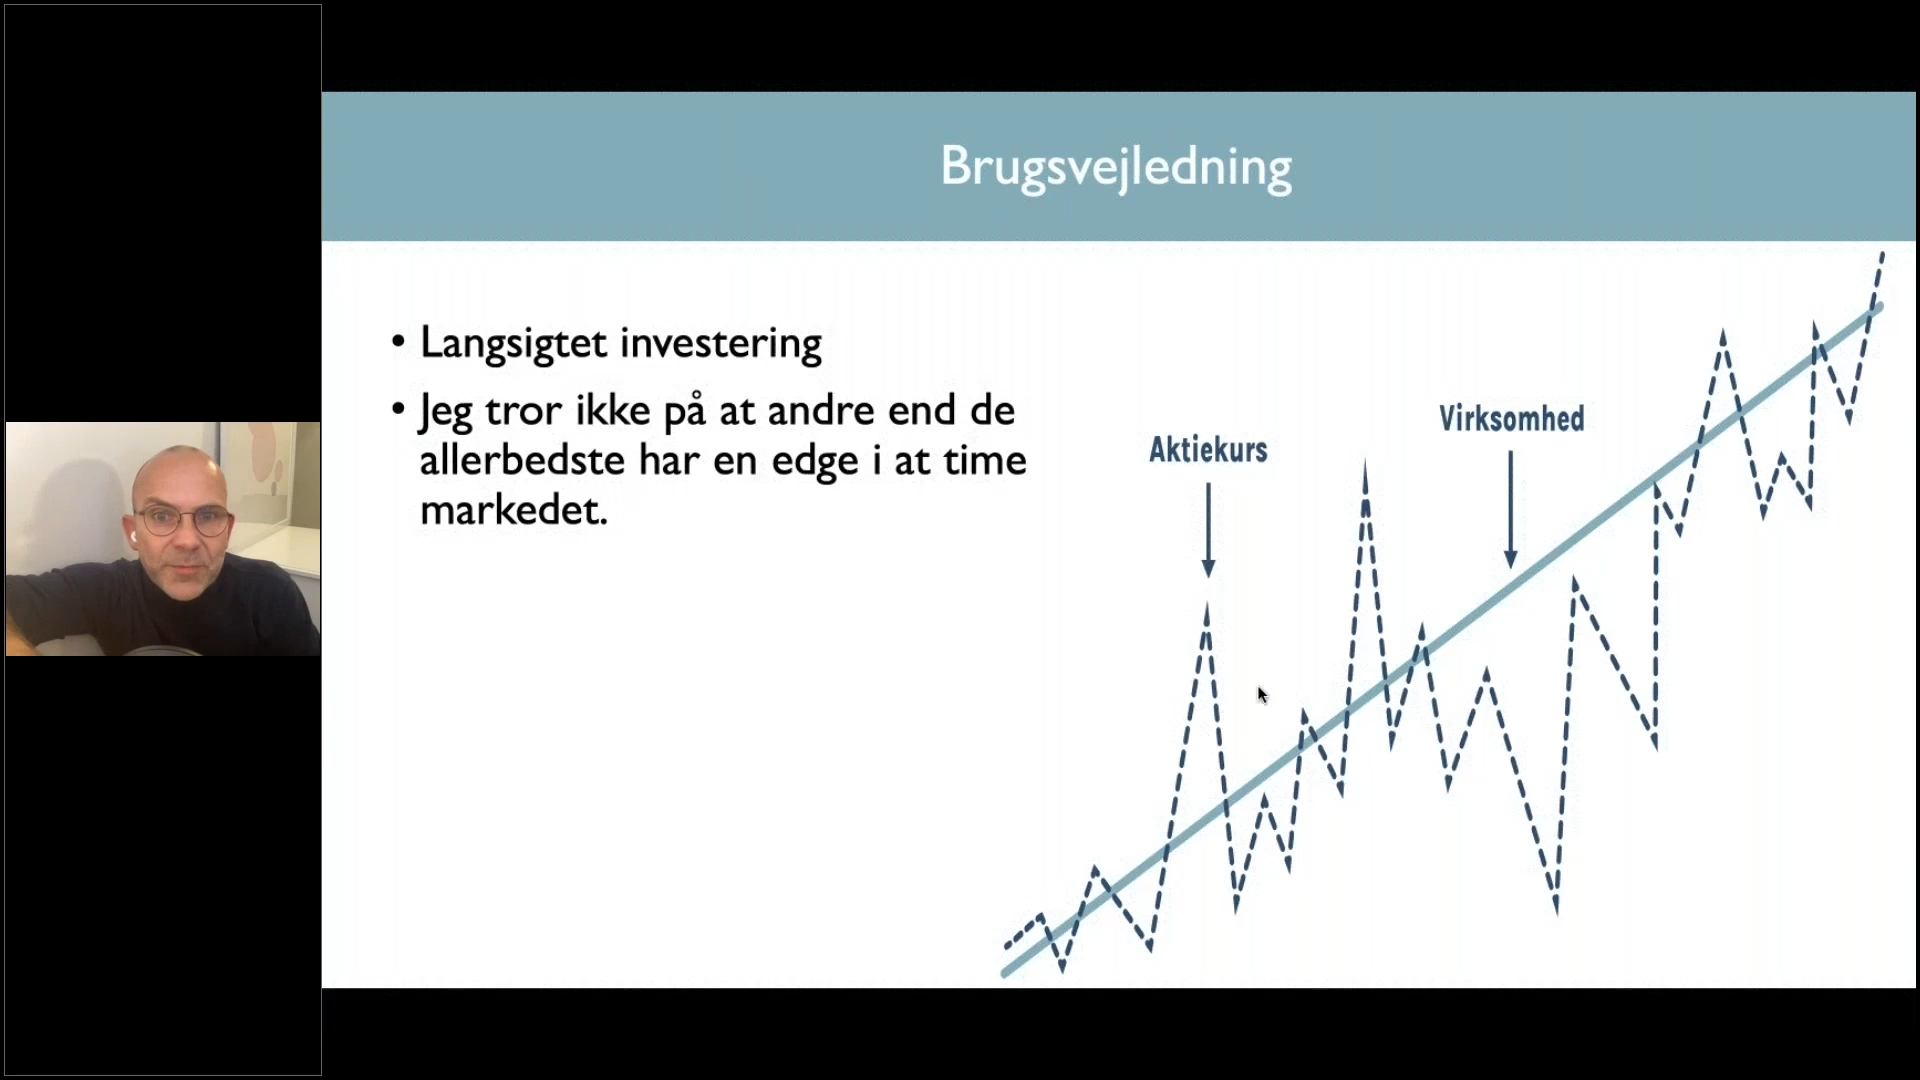 Brugsvejledning
• Langsigtet investering
• Jeg tror ikke på at andre end de
allerbedste har en edge i at time
markedet.
Aktiekurs
Virksomhed